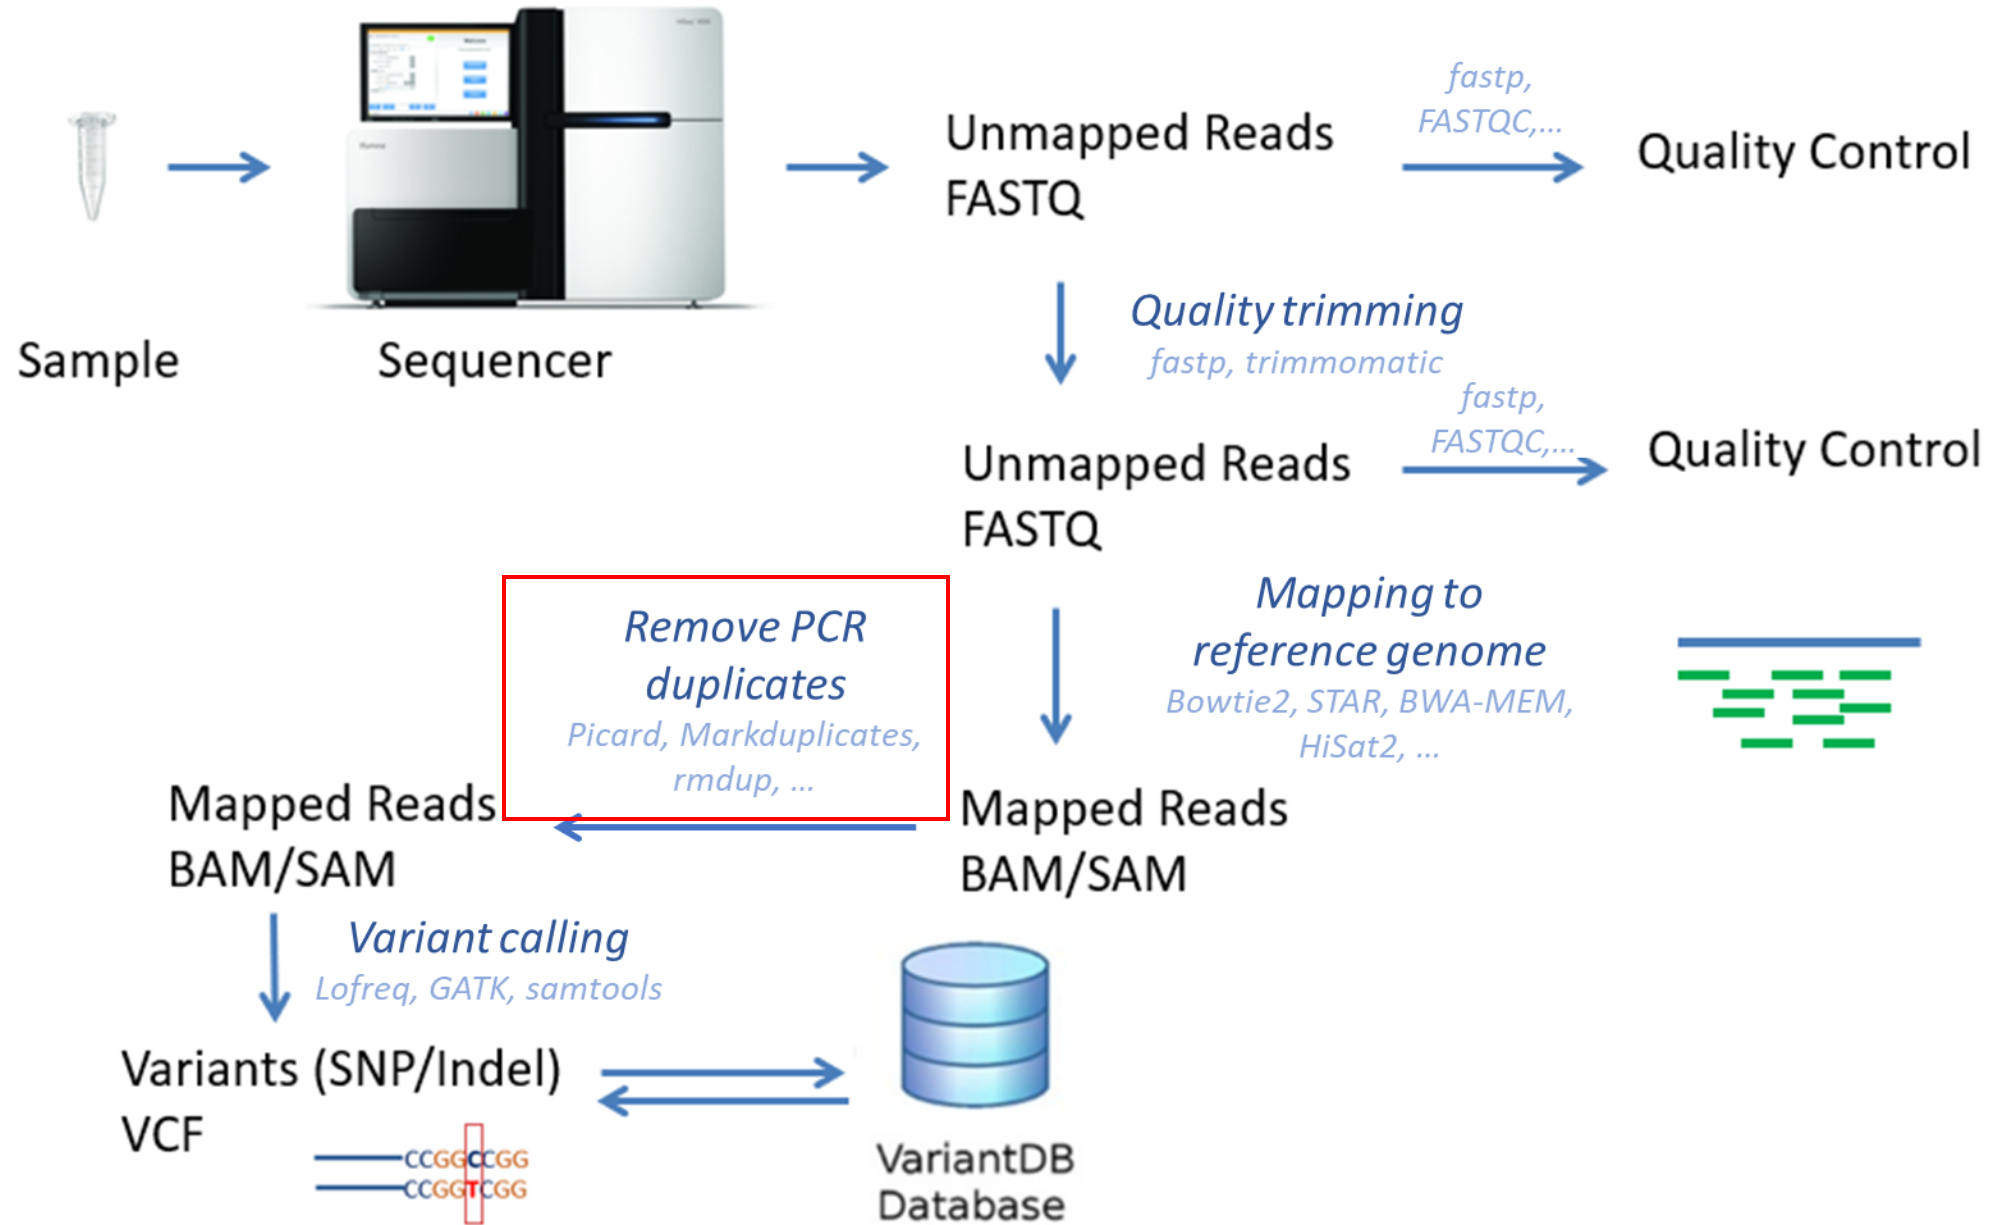 fastp,
FASTQC,...
Unmapped Reads
FASTQ
Quality Control
Sample
Sequencer
Quality trimming
fastp, trimmomatic
fastp,
FASTQC,...
Unmapped Reads
FASTQ
Quality Control
Mapping to
reference genome
Bowtie2, STAR, BWA-MEM,
HiSat2, ...
Remove PCR
duplicates
Picard, Markduplicates,
rmdup, ...
Mapped Reads
BAM/SAM
Mapped Reads
BAM/SAM
Variant calling
Lofreq, GATK, samtools
Variants (SNP/Indel)
VCF
CCGGCCGG
CCGGTCGG
VariantDB
Database